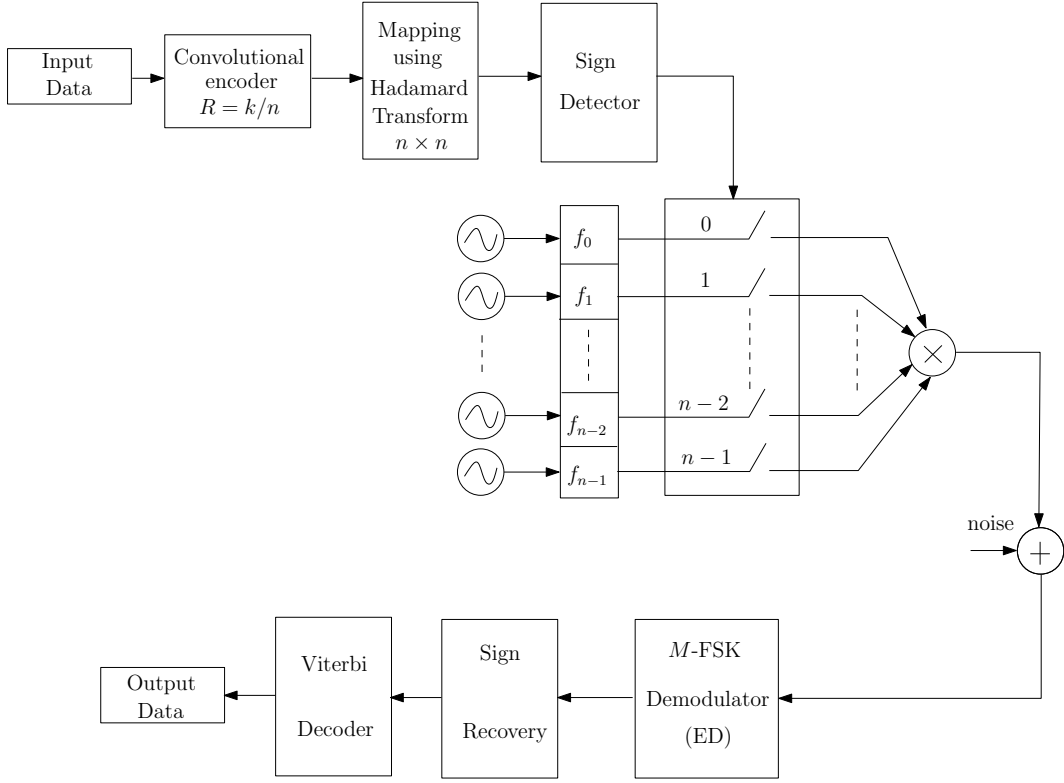 Input
Data
Convolutional
encoder
R = k/n
Mapping
using
Hadamard
Transform
n × n
Sign
Detector
f₀
0
f₁
1
fₙ₋₂
n − 2
fₙ₋₁
n − 1
×
noise
+
Output
Data
Viterbi
Decoder
Sign
Recovery
M-FSK
Demodulator
(ED)